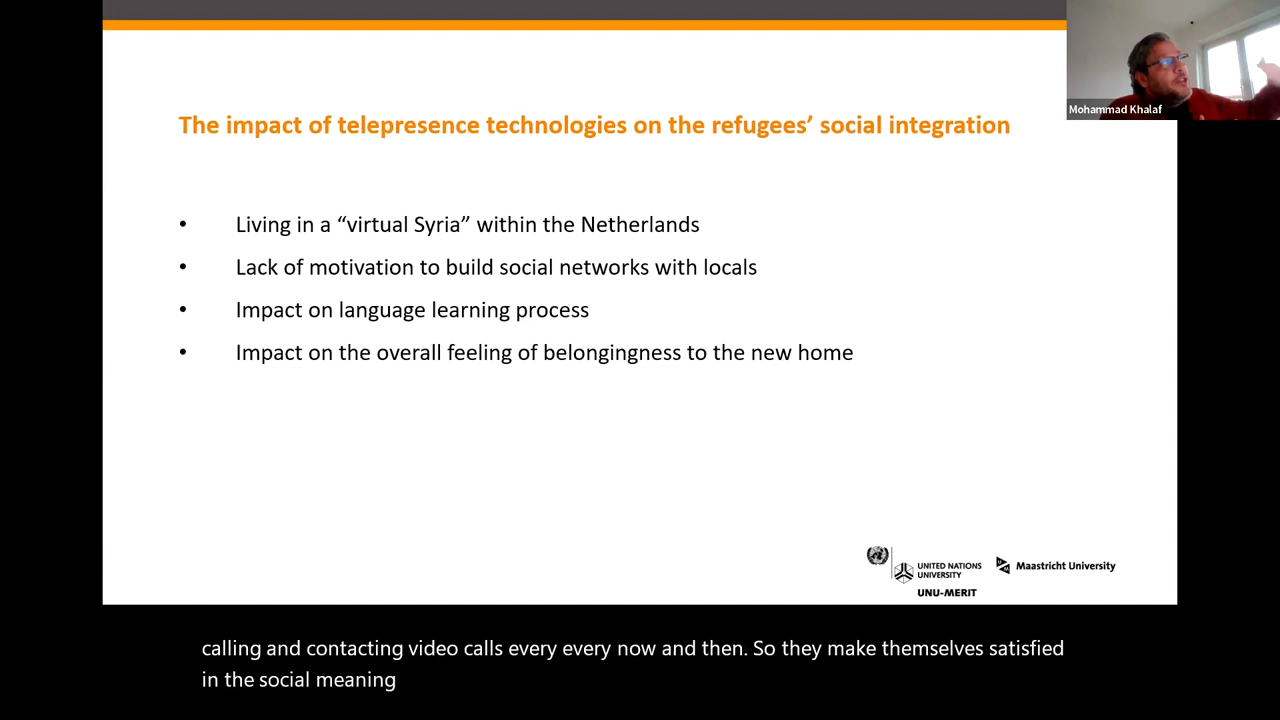 Mohammad Khalaf
The impact of telepresence technologies on the refugees’ social integration
• Living in a “virtual Syria” within the Netherlands
• Lack of motivation to build social networks with locals
• Impact on language learning process
• Impact on the overall feeling of belongingness to the new home
UNITED NATIONS
UNIVERSITY
UNU-MERIT
Maastricht University
calling and contacting video calls every every now and then. So they make themselves satisfied
in the social meaning